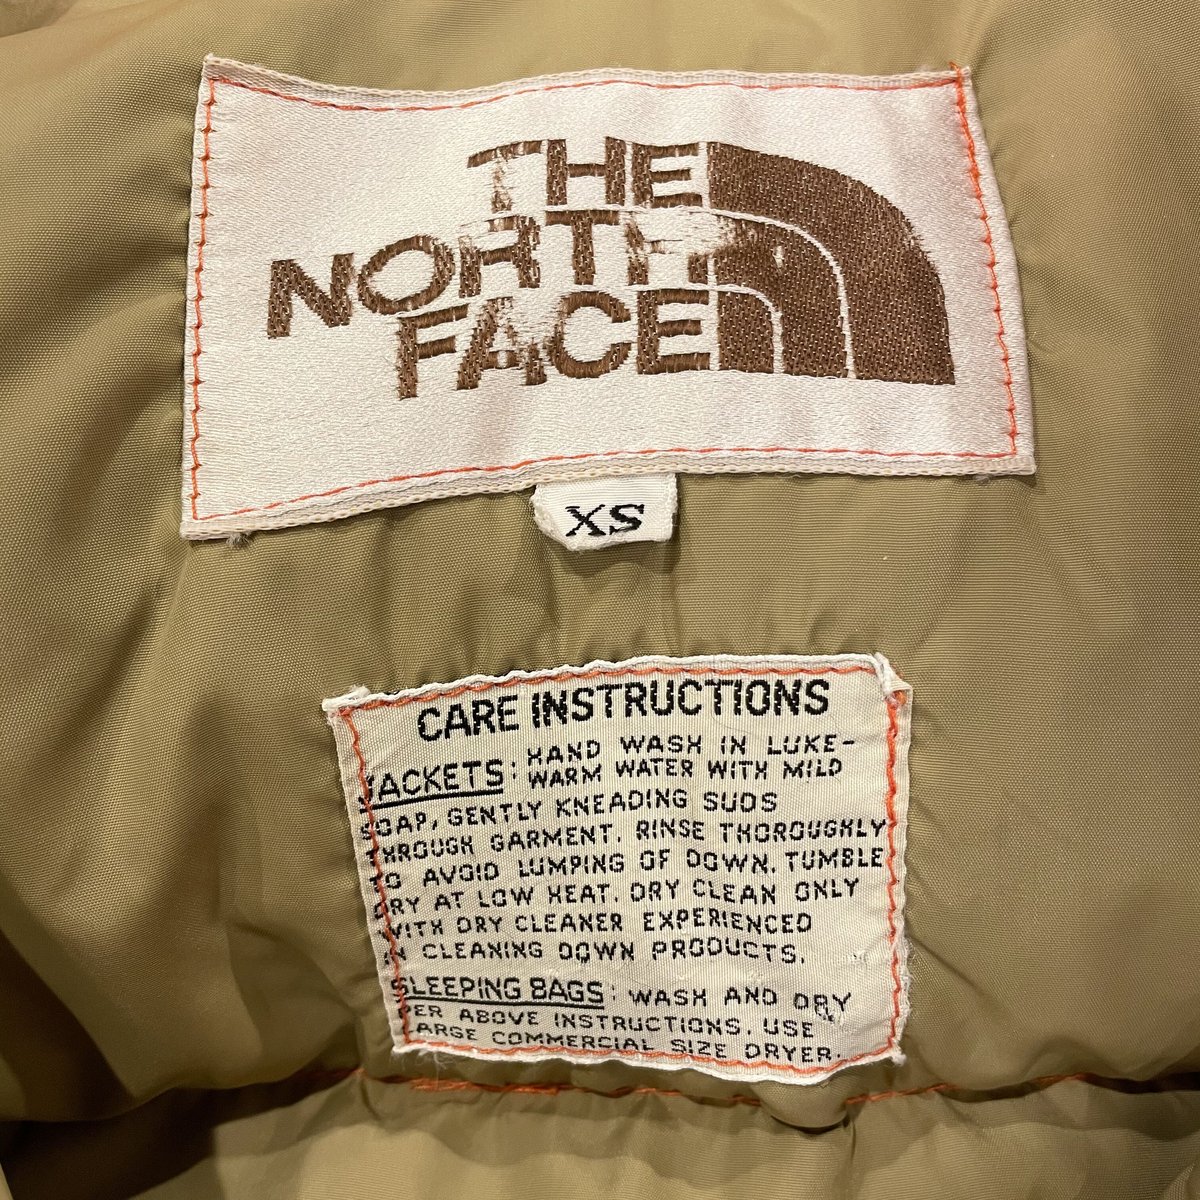 THE
NORTH
FACE
XS
CARE INSTRUCTIONS
JACKETS: HAND WASH IN LUKE-
WARM WATER WITH MILD
SOAP, GENTLY KNEADING SUDS
THROUGH GARMENT. RINSE THOROUGHLY
TO AVOID LUMPING OF DOWN. TUMBLE
DRY AT LOW HEAT. DRY CLEAN ONLY
WITH DRY CLEANER EXPERIENCED
IN CLEANING DOWN PRODUCTS.
SLEEPING BAGS: WASH AND DRY
PER ABOVE INSTRUCTIONS. USE
LARGE COMMERCIAL SIZE DRYER.